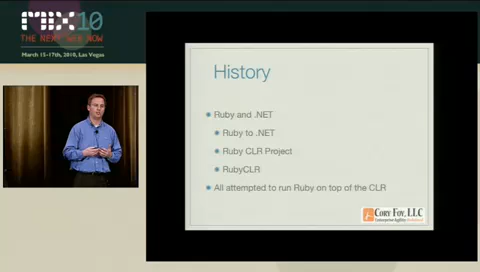 MIX10
THE NEXT WEB NOW
March 15-17th, 2010, Las Vegas
History
Ruby and .NET
Ruby to .NET
Ruby CLR Project
RubyCLR
All attempted to run Ruby on top of the CLR
CORY FOY, LLC